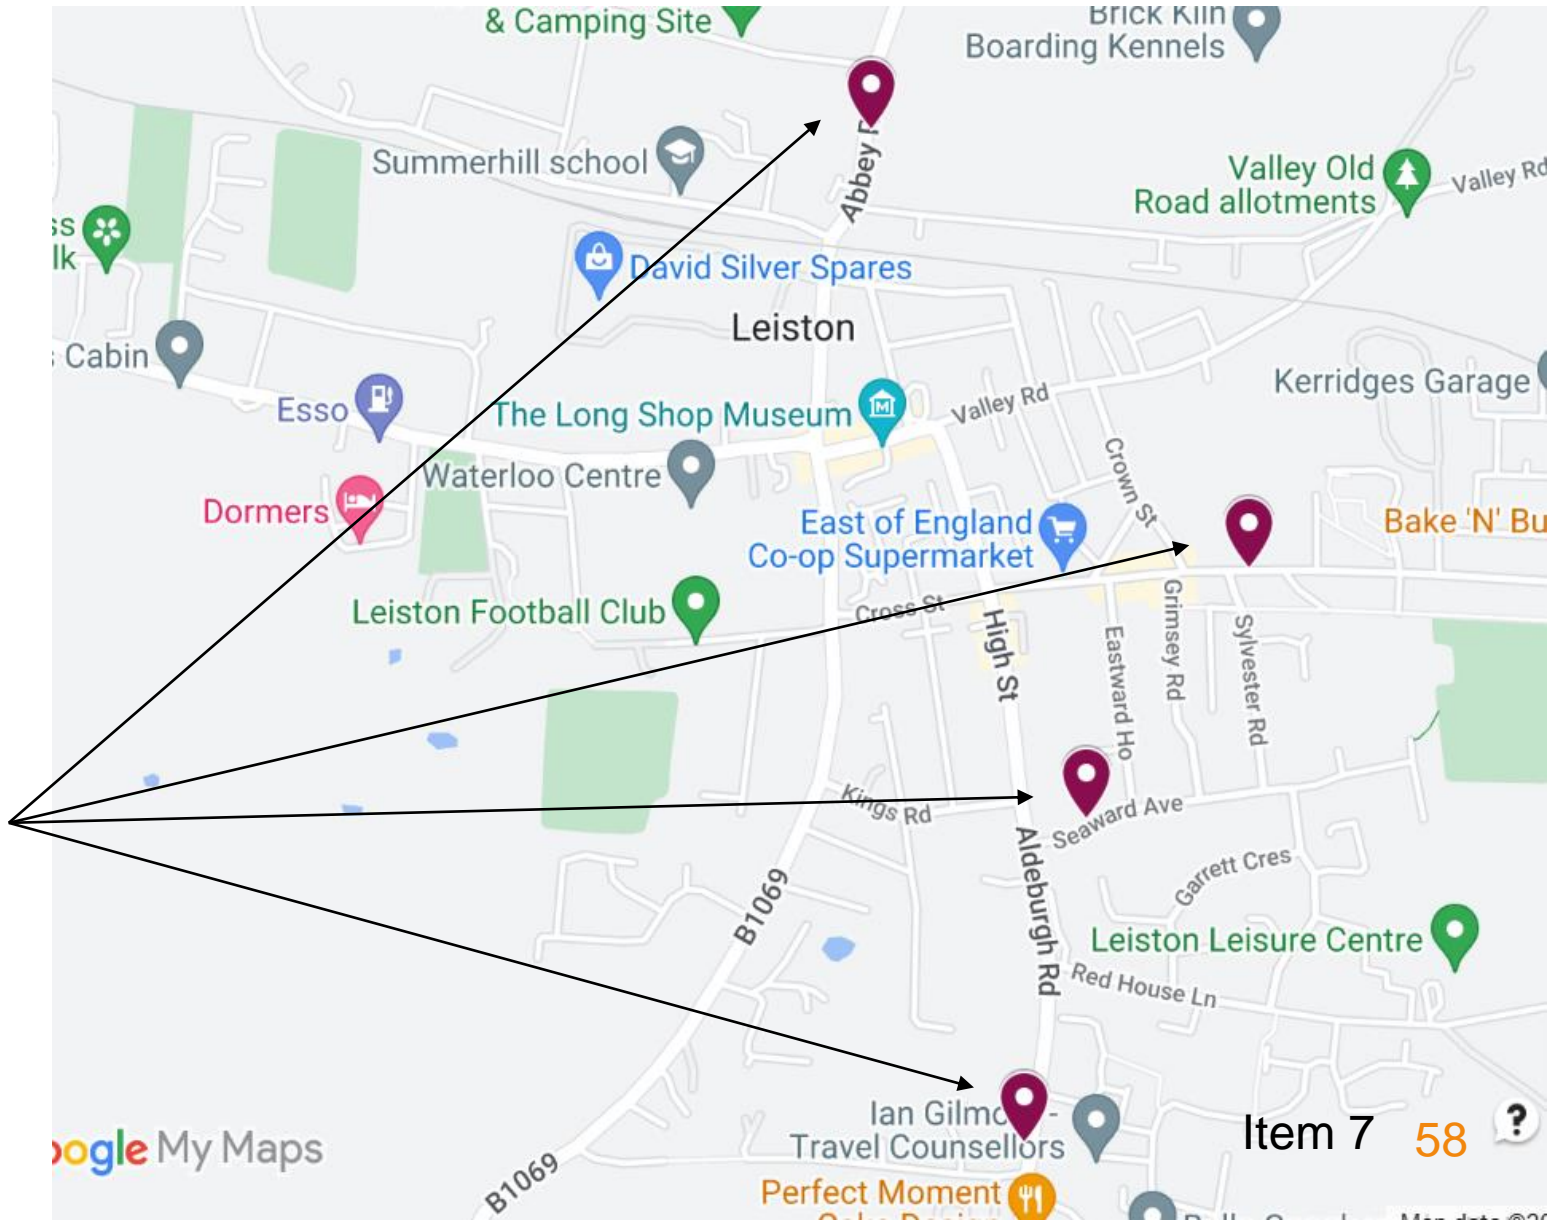 & Camping Site
Brick Kiln
Boarding Kennels
Abbey
Summerhill school
Valley Old
Road allotments
Valley Rd
ss
lk
David Silver Spares
Leiston
Cabin
Kerridges Garage
Esso
The Long Shop Museum
Valley Rd
Waterloo Centre
Crown St
Dormers
East of England
Co-op Supermarket
Bake 'N' Bu
Leiston Football Club
Cross St
High St
Grimsey Rd
Eastward Ho
Sylvester Rd
Kings Rd
Seaward Ave
Aldeburgh Rd
Garrett Cres
B1069
Leiston Leisure Centre
Red House Ln
Ian Gilmo -
Travel Counsellors
Item 7 58
?
oogle My Maps
B1069
Perfect Moment